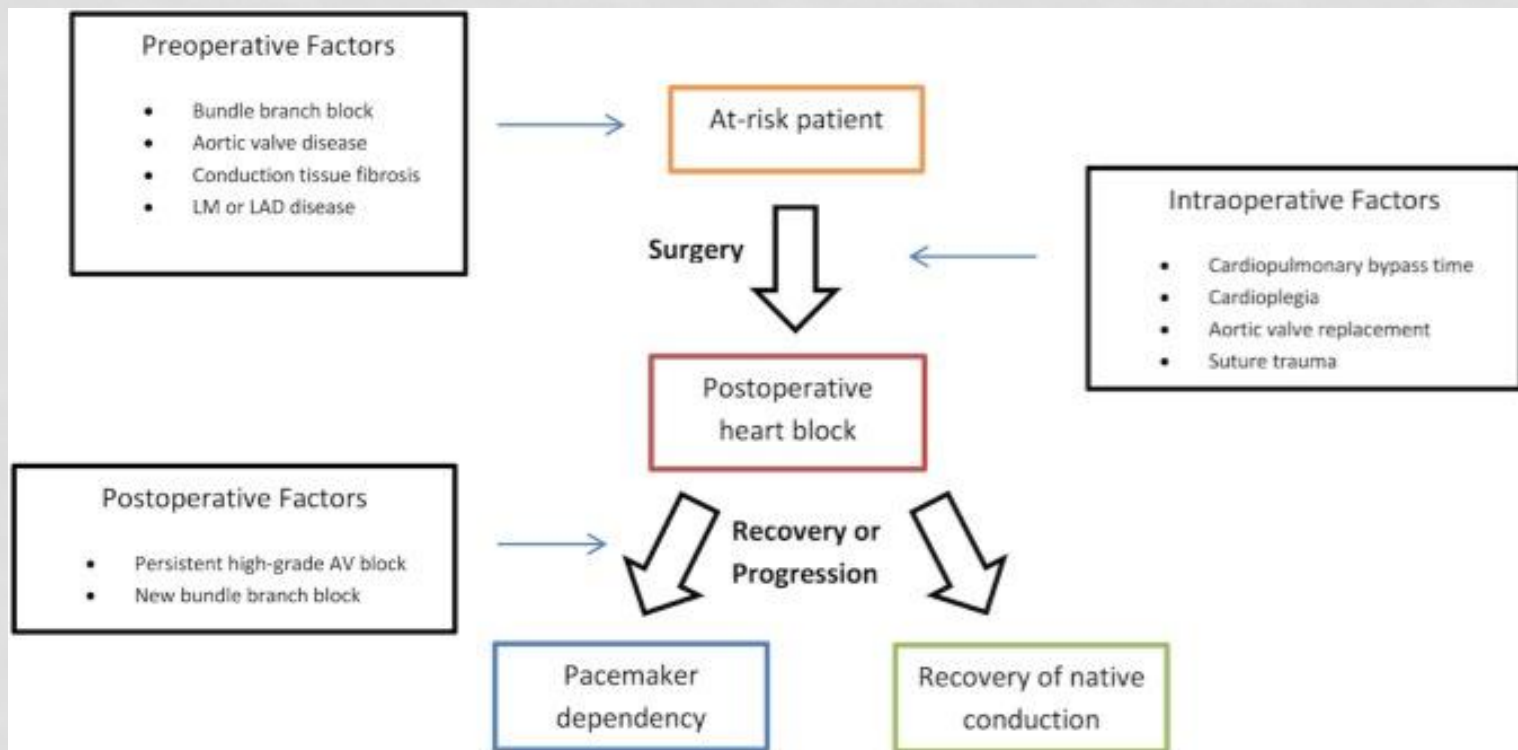 Preoperative Factors
• Bundle branch block
• Aortic valve disease
• Conduction tissue fibrosis
• LM or LAD disease
At-risk patient
Surgery
Intraoperative Factors
• Cardiopulmonary bypass time
• Cardioplegia
• Aortic valve replacement
• Suture trauma
Postoperative
heart block
Postoperative Factors
• Persistent high-grade AV block
• New bundle branch block
Recovery or
Progression
Pacemaker
dependency
Recovery of native
conduction